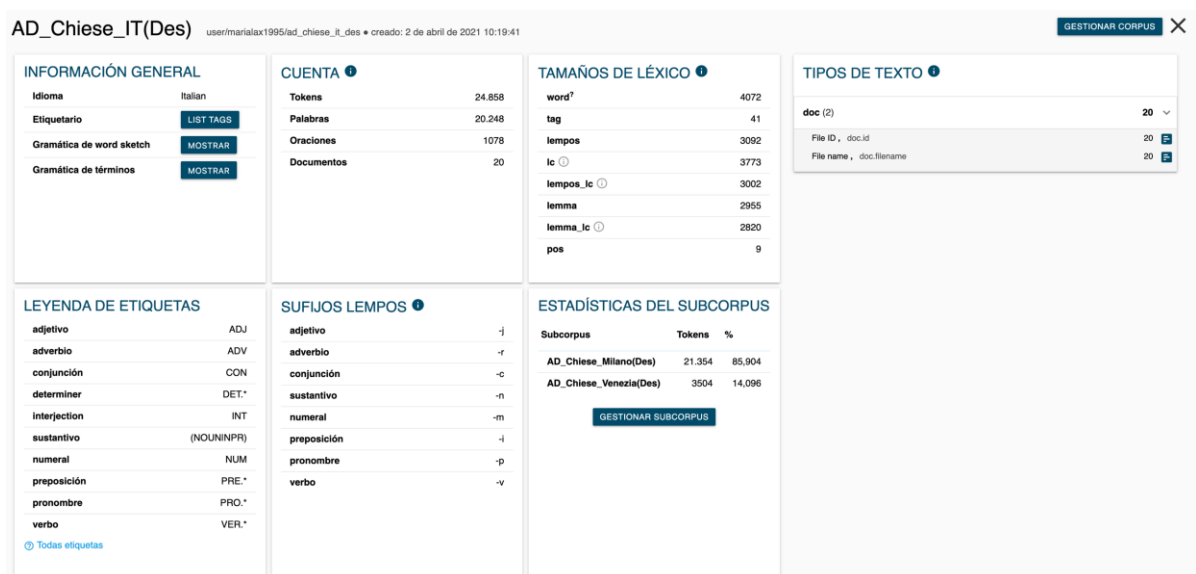 AD_Chiese_IT(Des) user/marialax1995/ad_chiese_it_des ● creado: 2 de abril de 2021 10:19:41
GESTIONAR CORPUS
INFORMACIÓN GENERAL
Idioma Italian
Etiquetario LIST TAGS
Gramática de word sketch MOSTRAR
Gramática de términos MOSTRAR
CUENTA
Tokens 24.858
Palabras 20.248
Oraciones 1078
Documentos 20
TAMAÑOS DE LÉXICO
word? 4072
tag 41
lempos 3092
lc 3773
lempos_lc 3002
lemma 2955
lemma_lc 2820
pos 9
TIPOS DE TEXTO
doc (2) 20
File ID , doc.id 20
File name , doc.filename 20
LEYENDA DE ETIQUETAS
adjetivo ADJ
adverbio ADV
conjunción CON
determiner DET.*
interjection INT
sustantivo (NOUNINPR)
numeral NUM
preposición PRE.*
pronombre PRO.*
verbo VER.*
Todas etiquetas
SUFIJOS LEMPOS
adjetivo -j
adverbio -r
conjunción -c
sustantivo -n
numeral -m
preposición -i
pronombre -p
verbo -v
ESTADÍSTICAS DEL SUBCORPUS
Subcorpus Tokens %
AD_Chiese_Milano(Des) 21.354 85,904
AD_Chiese_Venezia(Des) 3504 14,096
GESTIONAR SUBCORPUS